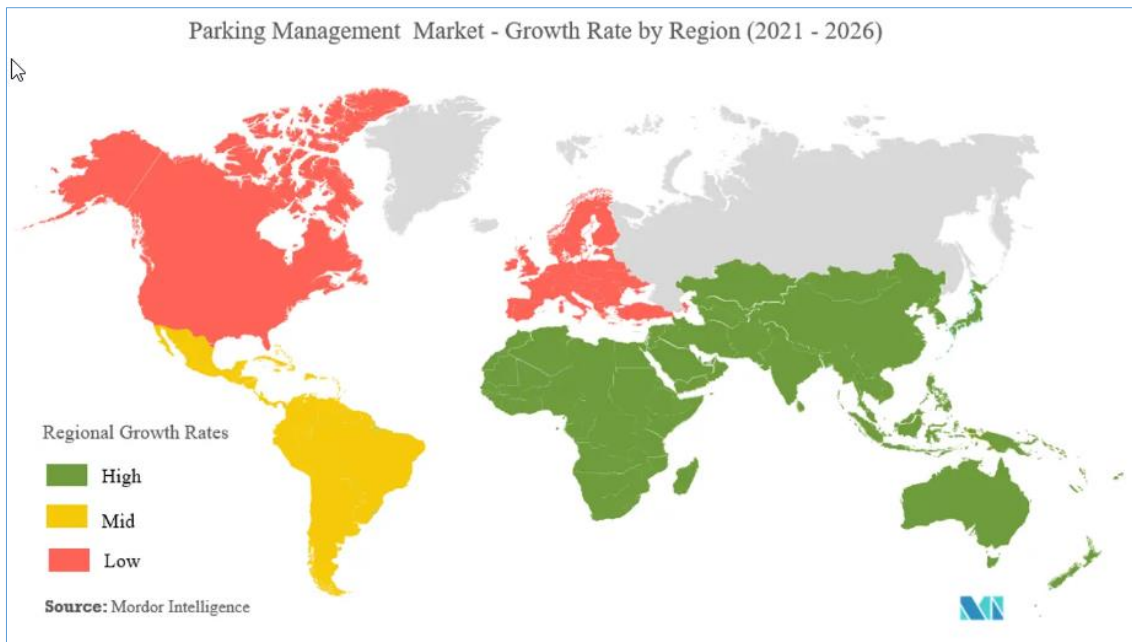 Parking Management Market - Growth Rate by Region (2021 - 2026)
Regional Growth Rates
High
Mid
Low
Source: Mordor Intelligence